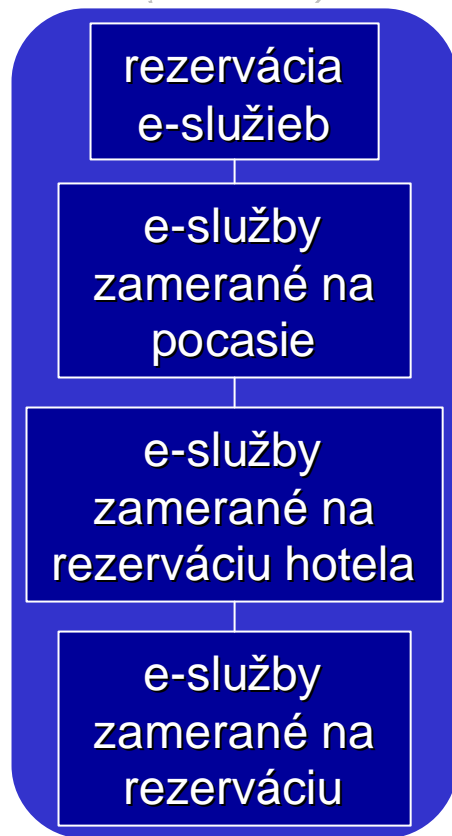 rezervácia
e-služieb
e-služby
zamerané na
pocasie
e-služby
zamerané na
rezerváciu hotela
e-služby
zamerané na
rezerváciu